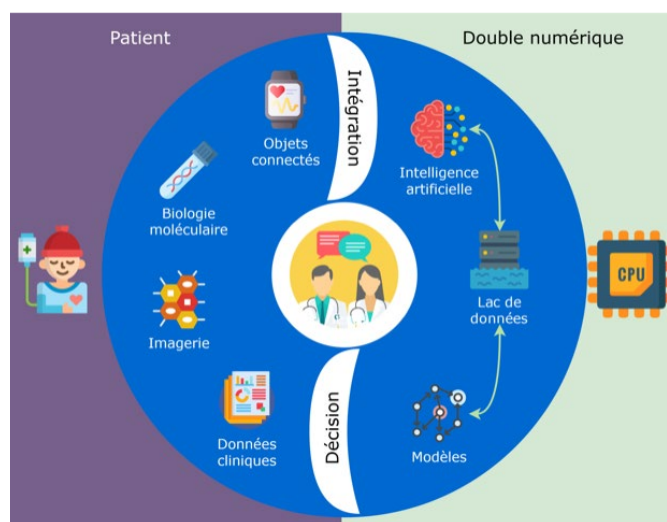 Patient
Double numérique
Intégration
Objets
connectés
Intelligence
artificielle
Biologie
moléculaire
Lac de
données
CPU
Imagerie
Données
cliniques
Décision
Modèles